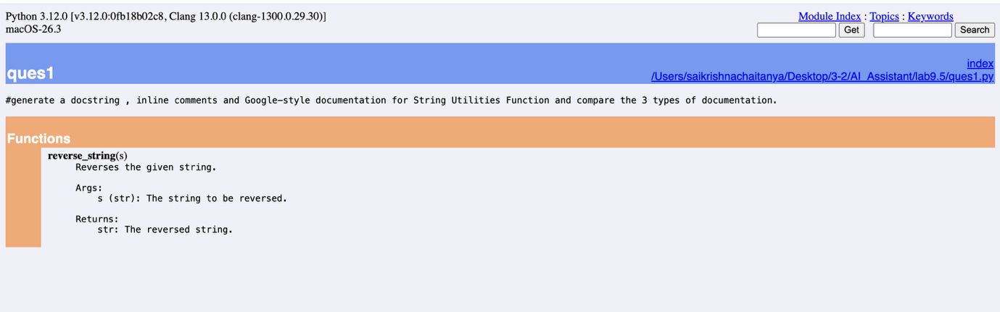 Python 3.12.0 [v3.12.0:0fb18b02c8, Clang 13.0.0 (clang-1300.0.29.30)]
macOS-26.3
Module Index : Topics : Keywords
Get Search
ques1
index
/Users/saikrishnachaitanya/Desktop/3-2/AI_Assistant/lab9.5/ques1.py
#generate a docstring , inline comments and Google-style documentation for String Utilities Function and compare the 3 types of documentation.
Functions
reverse_string(s)
Reverses the given string.
Args:
s (str): The string to be reversed.
Returns:
str: The reversed string.